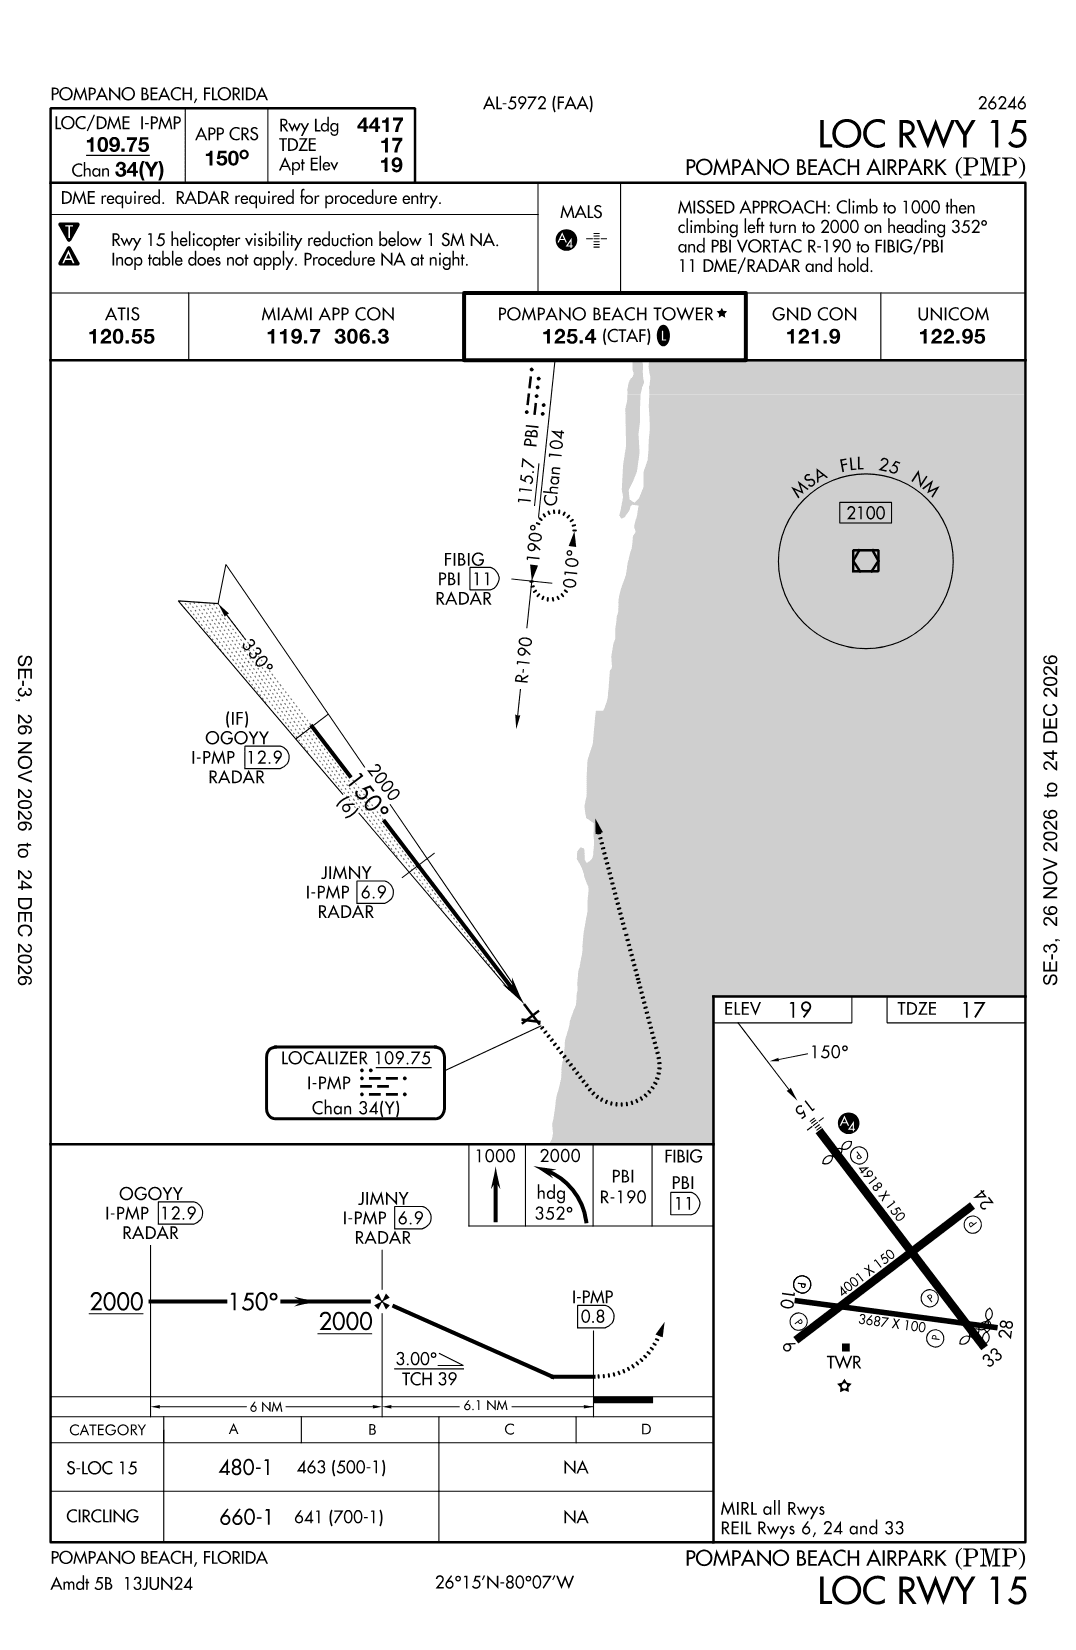 POMPANO BEACH, FLORIDA
AL-5972 (FAA)
26246
LOC/DME I-PMP
109.75
Chan 34(Y)
APP CRS
150°
Rwy Ldg 4417
TDZE 17
Apt Elev 19
LOC RWY 15
POMPANO BEACH AIRPARK (PMP)
DME required. RADAR required for procedure entry.
T
A
Rwy 15 helicopter visibility reduction below 1 SM NA.
Inop table does not apply. Procedure NA at night.
MALS
A4
MISSED APPROACH: Climb to 1000 then
climbing left turn to 2000 on heading 352°
and PBI VORTAC R-190 to FIBIG/PBI
11 DME/RADAR and hold.
ATIS
120.55
MIAMI APP CON
119.7 306.3
POMPANO BEACH TOWER★
125.4 (CTAF) L
GND CON
121.9
UNICOM
122.95
115.7 PBI
Chan 104
MSA FLL 25 NM
2100
190°
010°
FIBIG
PBI 11
RADAR
R-190
330°
(IF)
OGOYY
I-PMP 12.9
RADAR
2000
150°
(6)
JIMNY
I-PMP 6.9
RADAR
LOCALIZER 109.75
I-PMP
Chan 34(Y)
SE-3, 26 NOV 2026 to 24 DEC 2026
SE-3, 26 NOV 2026 to 24 DEC 2026
ELEV 19
TDZE 17
150°
15
A4
P
4918 X 150
24
P
4001 X 150
P
10
P
P
3687 X 100
P
28
6
33
TWR
MIRL all Rwys
REIL Rwys 6, 24 and 33
OGOYY
I-PMP 12.9
RADAR
JIMNY
I-PMP 6.9
RADAR
1000
2000
hdg
352°
PBI
R-190
FIBIG
PBI
11
2000
150°
2000
I-PMP
0.8
3.00°
TCH 39
6 NM
6.1 NM
CATEGORY A B C D
S-LOC 15 480-1 463 (500-1) NA
CIRCLING 660-1 641 (700-1) NA
POMPANO BEACH, FLORIDA
Amdt 5B 13JUN24
26°15'N-80°07'W
POMPANO BEACH AIRPARK (PMP)
LOC RWY 15